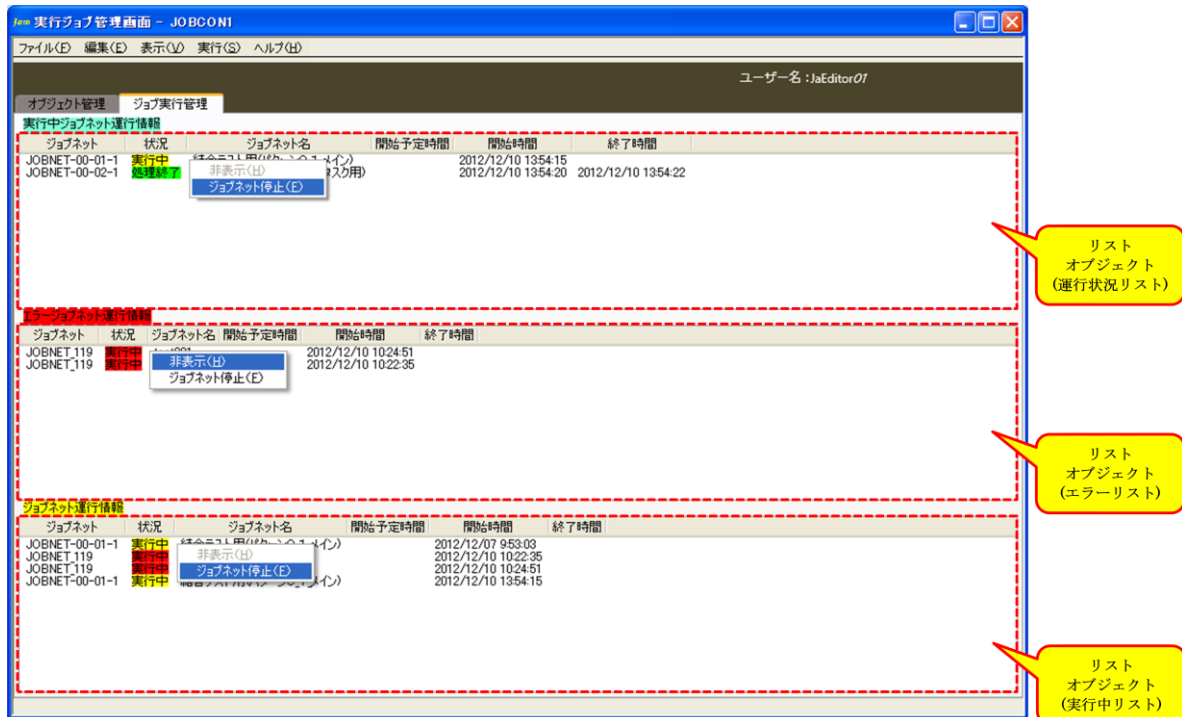 Jam 実行ジョブ管理画面 - JOBCON1
ファイル(F) 編集(E) 表示(V) 実行(S) ヘルプ(H)
ユーザー名 : JaEditor01
オブジェクト管理 ジョブ実行管理
実行中ジョブネット運行情報
ジョブネット 状況 ジョブネット名 開始予定時間 開始時間 終了時間
JOBNET-00-01-1 実行中 メイン) 2012/12/10 13:54:15
JOBNET-00-02-1 処理終了 タスク用) 2012/12/10 13:54:20 2012/12/10 13:54:22
非表示(H)
ジョブネット停止(E)
リスト
オブジェクト
(運行状況リスト)
エラージョブネット運行情報
ジョブネット 状況 ジョブネット名 開始予定時間 開始時間 終了時間
JOBNET_119 実行中 2012/12/10 10:24:51
JOBNET_119 実行中 2012/12/10 10:22:35
非表示(H)
ジョブネット停止(E)
リスト
オブジェクト
(エラーリスト)
ジョブネット運行情報
ジョブネット 状況 ジョブネット名 開始予定時間 開始時間 終了時間
JOBNET-00-01-1 実行中 メイン) 2012/12/07 9:53:03
JOBNET_119 実行中 2012/12/10 10:22:35
JOBNET_119 実行中 2012/12/10 10:24:51
JOBNET-00-01-1 実行中 メイン) 2012/12/10 13:54:15
非表示(H)
ジョブネット停止(E)
リスト
オブジェクト
(実行中リスト)